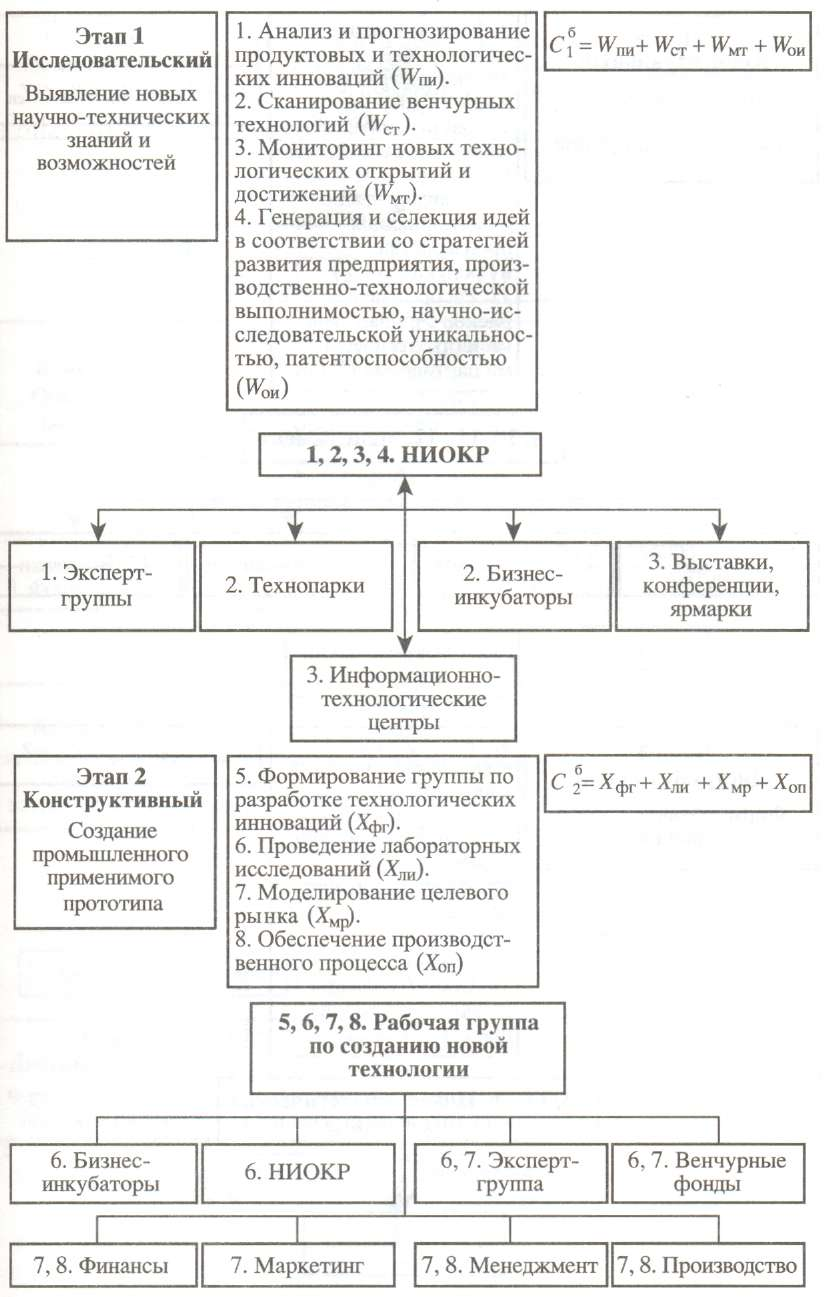 Этап 1
Исследовательский
Выявление новых
научно-технических
знаний и
возможностей
1. Анализ и прогнозирование
продуктовых и технологичес-
ких инноваций (Wпи).
2. Сканирование венчурных
технологий (Wст).
3. Мониторинг новых техно-
логических открытий и
достижений (Wмт).
4. Генерация и селекция идей
в соответствии со стратегией
развития предприятия, произ-
водственно-технологической
выполнимостью, научно-ис-
следовательской уникальнос-
тью, патентоспособностью
(Wои)
C₁ᵇ = Wпи + Wст + Wмт + Wои
1, 2, 3, 4. НИОКР
1. Эксперт-
группы
2. Технопарки
2. Бизнес-
инкубаторы
3. Выставки,
конференции,
ярмарки
3. Информационно-
технологические
центры
Этап 2
Конструктивный
Создание
промышленного
применимого
прототипа
5. Формирование группы по
разработке технологических
инноваций (Xфг).
6. Проведение лабораторных
исследований (Xли).
7. Моделирование целевого
рынка (Xмр).
8. Обеспечение производст-
венного процесса (Xоп)
C₂ᵇ = Xфг + Xли + Xмр + Xоп
5, 6, 7, 8. Рабочая группа
по созданию новой
технологии
6. Бизнес-
инкубаторы
6. НИОКР
6, 7. Эксперт-
группа
6, 7. Венчурные
фонды
7, 8. Финансы
7. Маркетинг
7, 8. Менеджмент
7, 8. Производство